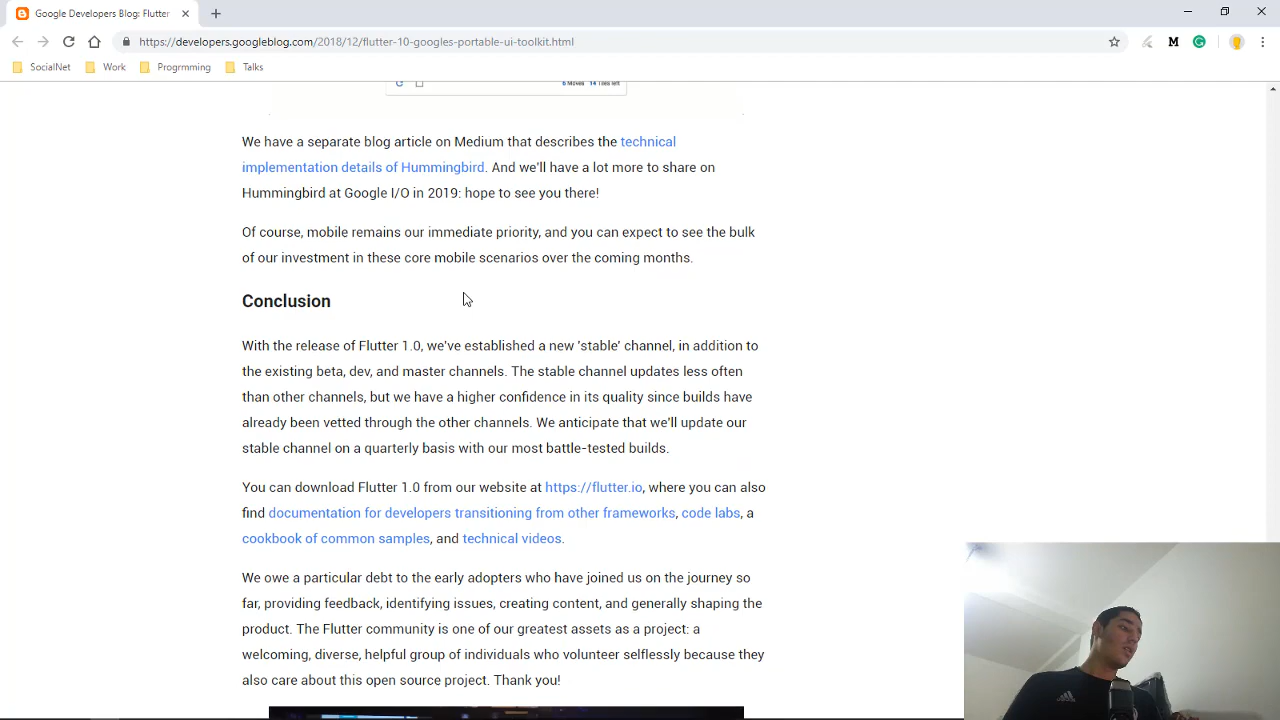 Google Developers Blog: Flutter
https://developers.googleblog.com/2018/12/flutter-10-googles-portable-ui-toolkit.html
SocialNet Work Progrmming Talks
6 Moves 14 Tiles left
We have a separate blog article on Medium that describes the technical
implementation details of Hummingbird. And we'll have a lot more to share on
Hummingbird at Google I/O in 2019: hope to see you there!
Of course, mobile remains our immediate priority, and you can expect to see the bulk
of our investment in these core mobile scenarios over the coming months.
Conclusion
With the release of Flutter 1.0, we've established a new 'stable' channel, in addition to
the existing beta, dev, and master channels. The stable channel updates less often
than other channels, but we have a higher confidence in its quality since builds have
already been vetted through the other channels. We anticipate that we'll update our
stable channel on a quarterly basis with our most battle-tested builds.
You can download Flutter 1.0 from our website at https://flutter.io, where you can also
find documentation for developers transitioning from other frameworks, code labs, a
cookbook of common samples, and technical videos.
We owe a particular debt to the early adopters who have joined us on the journey so
far, providing feedback, identifying issues, creating content, and generally shaping the
product. The Flutter community is one of our greatest assets as a project: a
welcoming, diverse, helpful group of individuals who volunteer selflessly because they
also care about this open source project. Thank you!